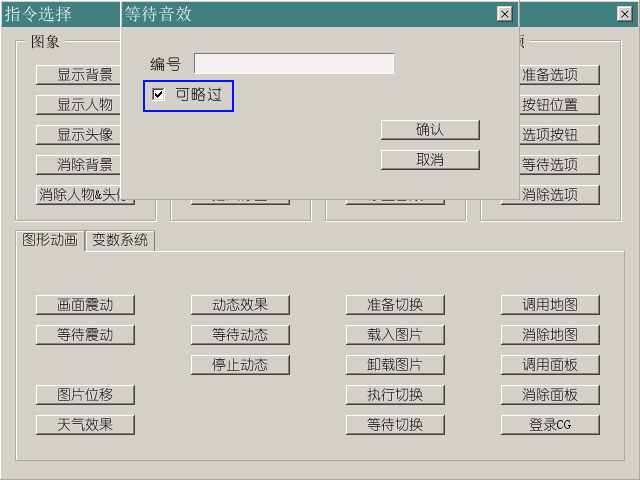 指令选择
等待音效
图象
编号
可略过
确认
取消
显示背景
显示人物
显示头像
消除背景
消除人物&头像
准备选项
按钮位置
选项按钮
等待选项
消除选项
图形动画 变数系统
画面震动 动态效果 准备切换 调用地图
等待震动 等待动态 载入图片 消除地图
停止动态 卸载图片 调用面板
图片位移 执行切换 消除面板
天气效果 等待切换 登录CG